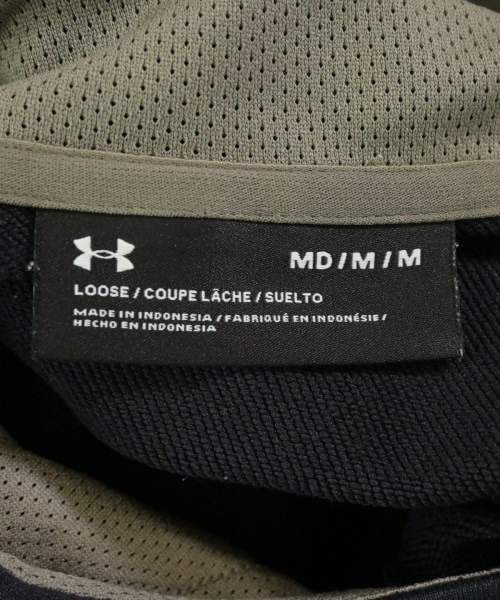 MD / M / M
LOOSE / COUPE LÂCHE / SUELTO
MADE IN INDONESIA / FABRIQUÉ EN INDONÉSIE /
HECHO EN INDONESIA